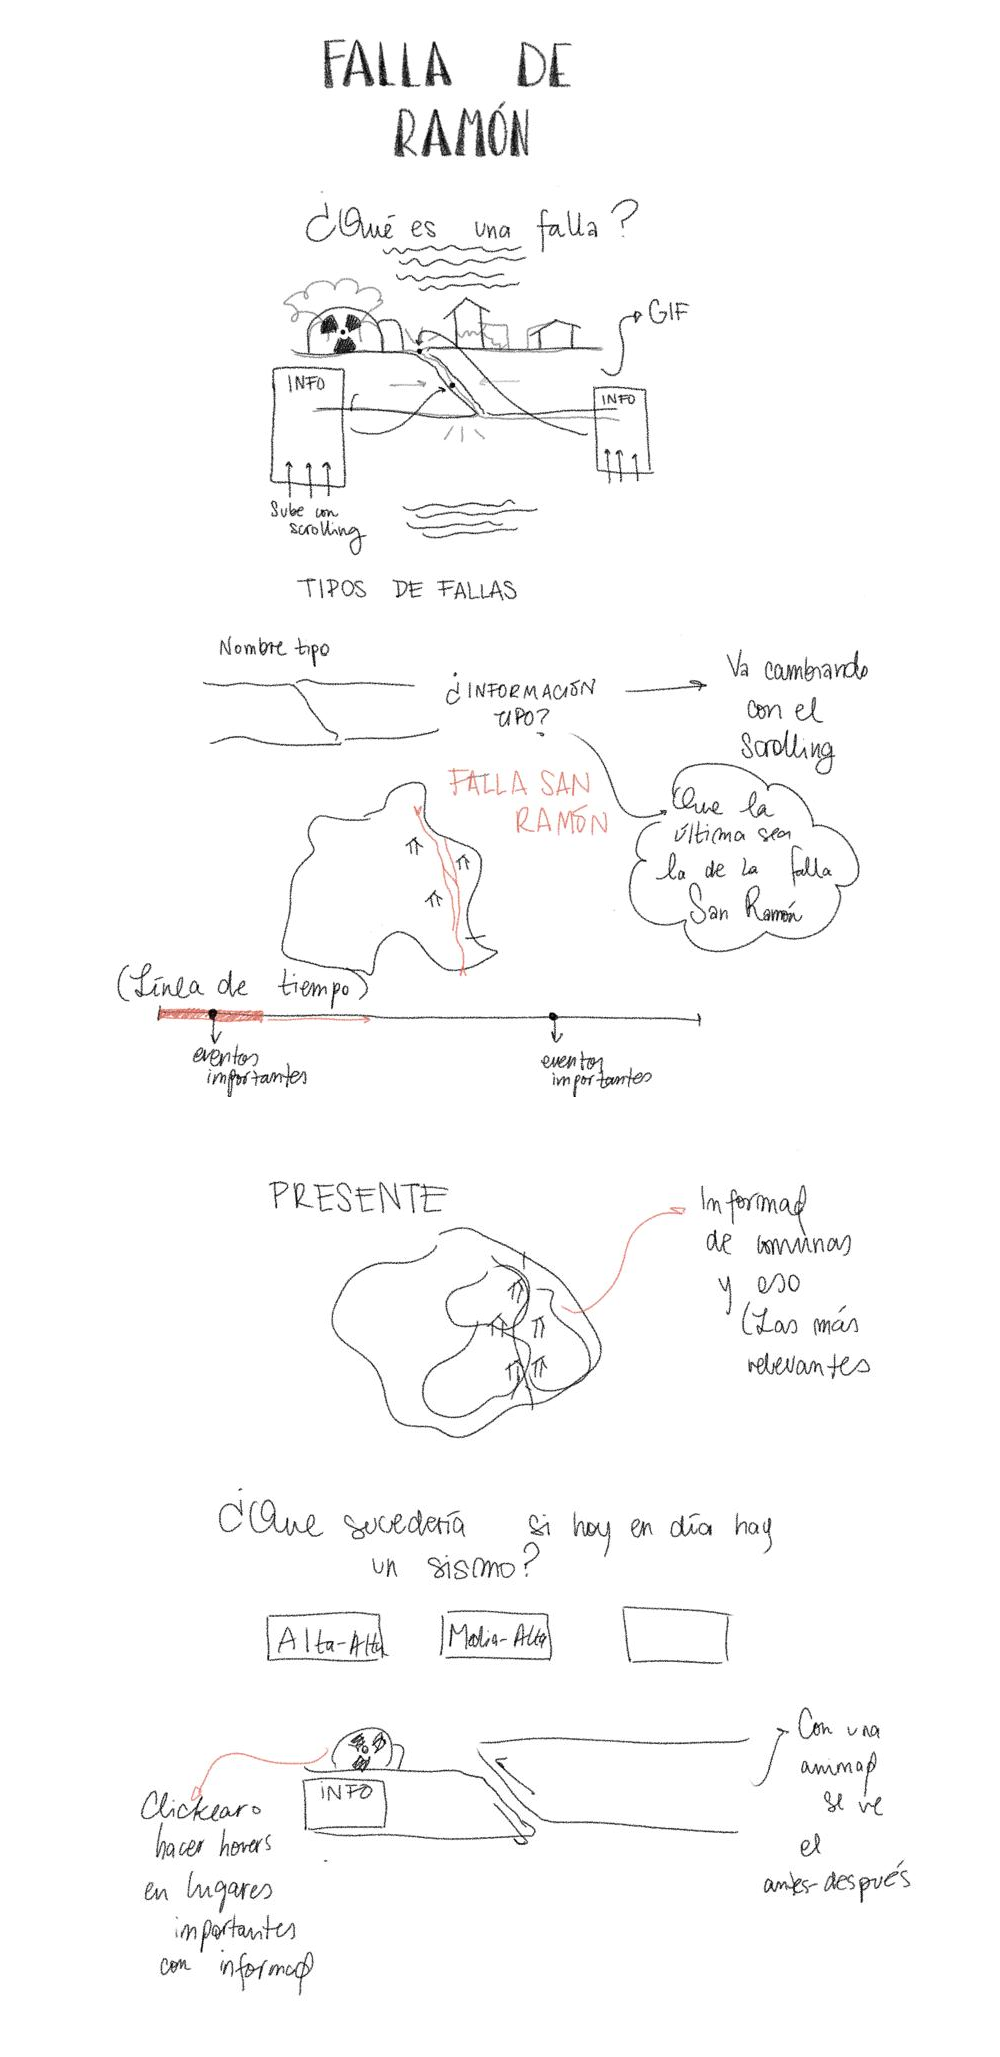 FALLA DE
RAMÓN
¿Qué es una falla?
GIF
INFO
INFO
Sube con
scrolling
TIPOS DE FALLAS
Nombre tipo
¿INFORMACIÓN
TIPO?
Va cambiando
con el
Scrolling
FALLA SAN
RAMÓN
Que la
última sea
la de la falla
San Ramón
(Línea de tiempo)
eventos
importantes
eventos
importantes
PRESENTE
de comunas
y eso
(Las más
relevantes
¿Que sucedería si hoy en día hay
un sismo?
Alta-Alta
Media-Alta
Con una
se ve
el
antes-después
INFO
Clickear o
hacer hovers
en lugares
importantes
con